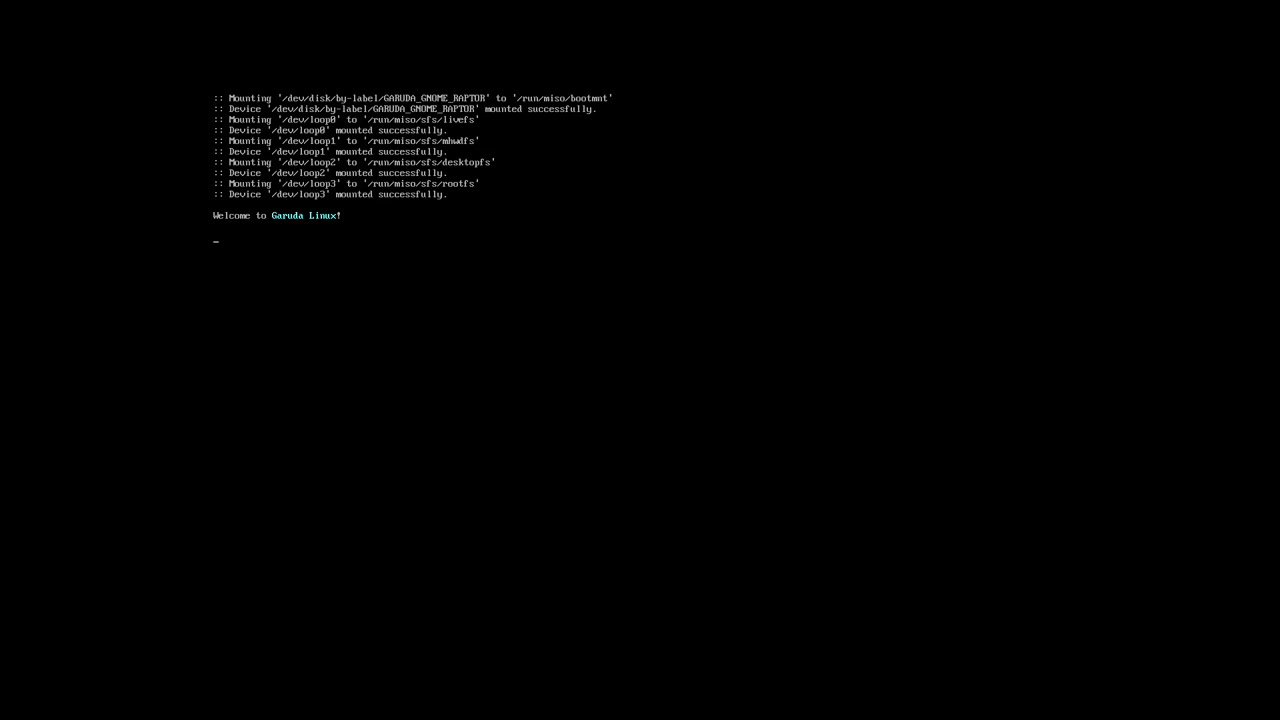 :: Mounting '/dev/disk/by-label/GARUDA_GNOME_RAPTOR' to '/run/miso/bootmnt'
:: Device '/dev/disk/by-label/GARUDA_GNOME_RAPTOR' mounted successfully.
:: Mounting '/dev/loop0' to '/run/miso/sfs/livefs'
:: Device '/dev/loop0' mounted successfully.
:: Mounting '/dev/loop1' to '/run/miso/sfs/mhwdfs'
:: Device '/dev/loop1' mounted successfully.
:: Mounting '/dev/loop2' to '/run/miso/sfs/desktopfs'
:: Device '/dev/loop2' mounted successfully.
:: Mounting '/dev/loop3' to '/run/miso/sfs/rootfs'
:: Device '/dev/loop3' mounted successfully.
Welcome to Garuda Linux!
_